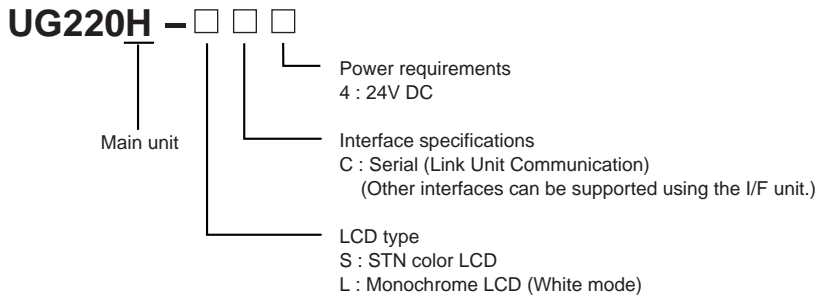 UG220H – □ □ □
Power requirements
4 : 24V DC
Main unit
Interface specifications
C : Serial (Link Unit Communication)
(Other interfaces can be supported using the I/F unit.)
LCD type
S : STN color LCD
L : Monochrome LCD (White mode)